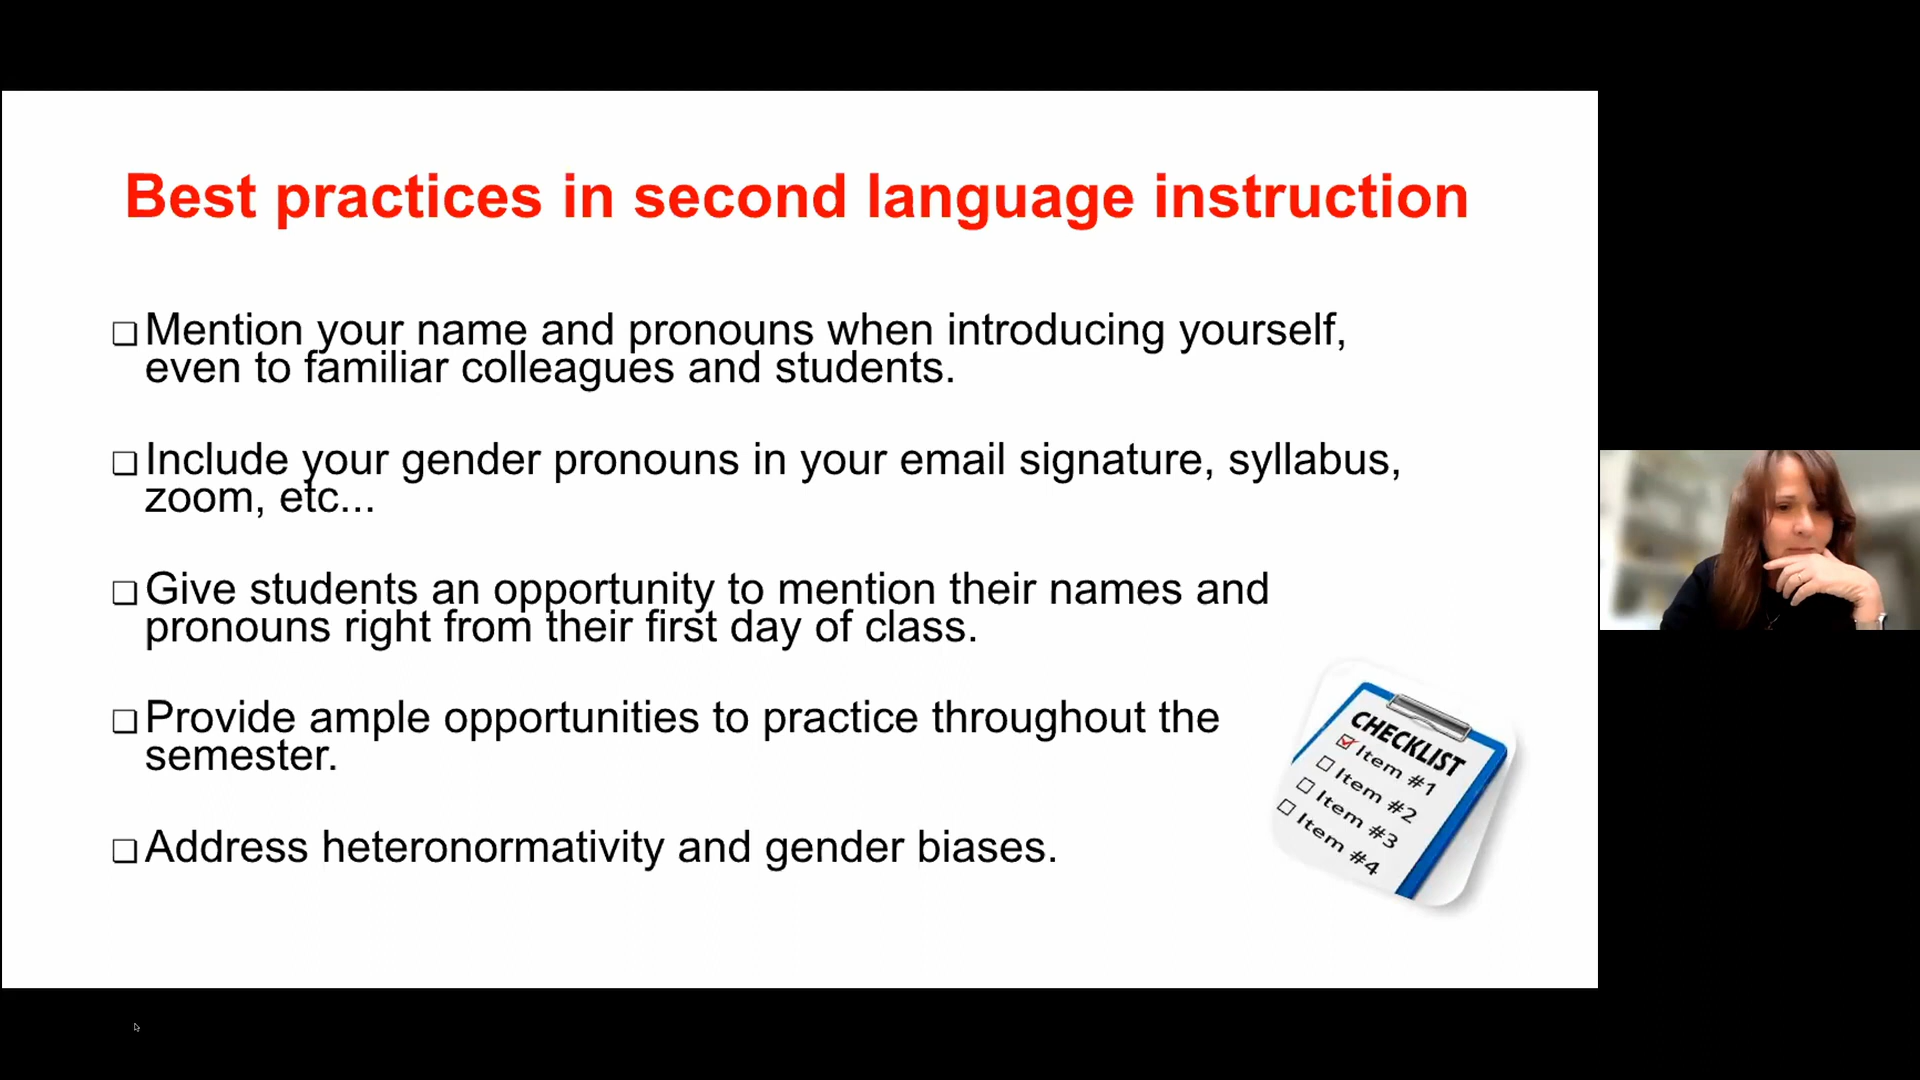 Best practices in second language instruction
❑Mention your name and pronouns when introducing yourself,
even to familiar colleagues and students.
❑Include your gender pronouns in your email signature, syllabus,
zoom, etc...
❑Give students an opportunity to mention their names and
pronouns right from their first day of class.
❑Provide ample opportunities to practice throughout the
semester.
❑Address heteronormativity and gender biases.
CHECKLIST
Item #1
Item #2
Item #3
Item #4